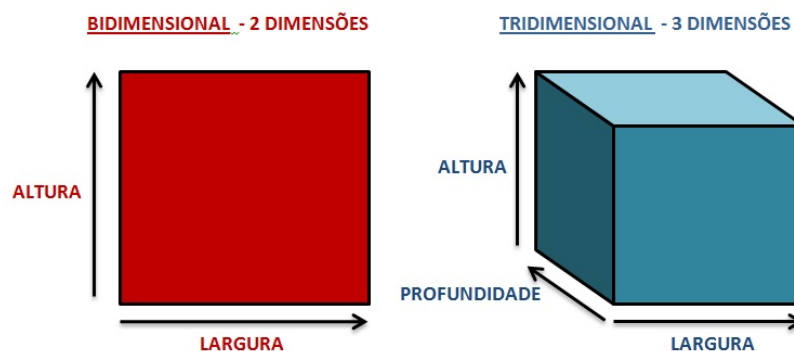 BIDIMENSIONAL - 2 DIMENSÕES
ALTURA
LARGURA
TRIDIMENSIONAL - 3 DIMENSÕES
ALTURA
PROFUNDIDADE
LARGURA